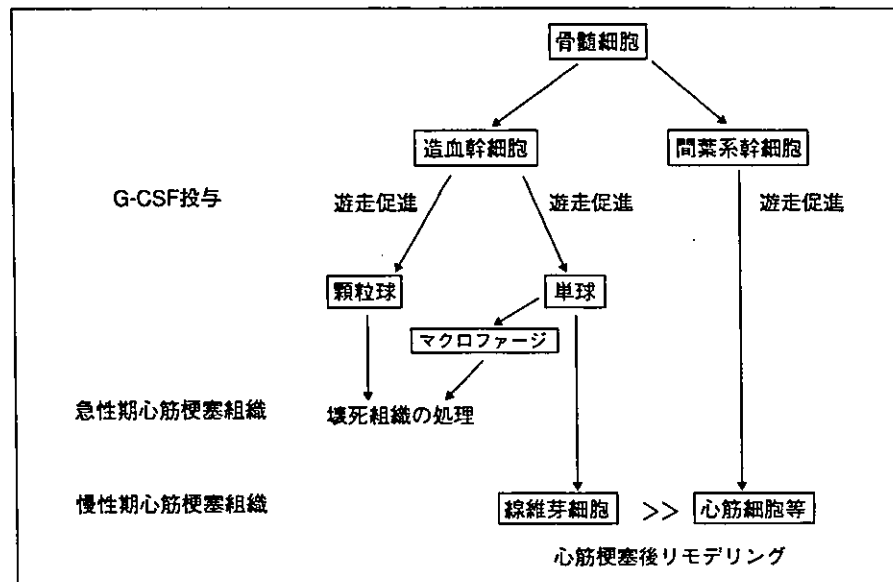 骨髄細胞
造血幹細胞
間葉系幹細胞
G-CSF投与
遊走促進
遊走促進
遊走促進
顆粒球
単球
マクロファージ
急性期心筋梗塞組織
壊死組織の処理
慢性期心筋梗塞組織
線維芽細胞 >> 心筋細胞等
心筋梗塞後リモデリング